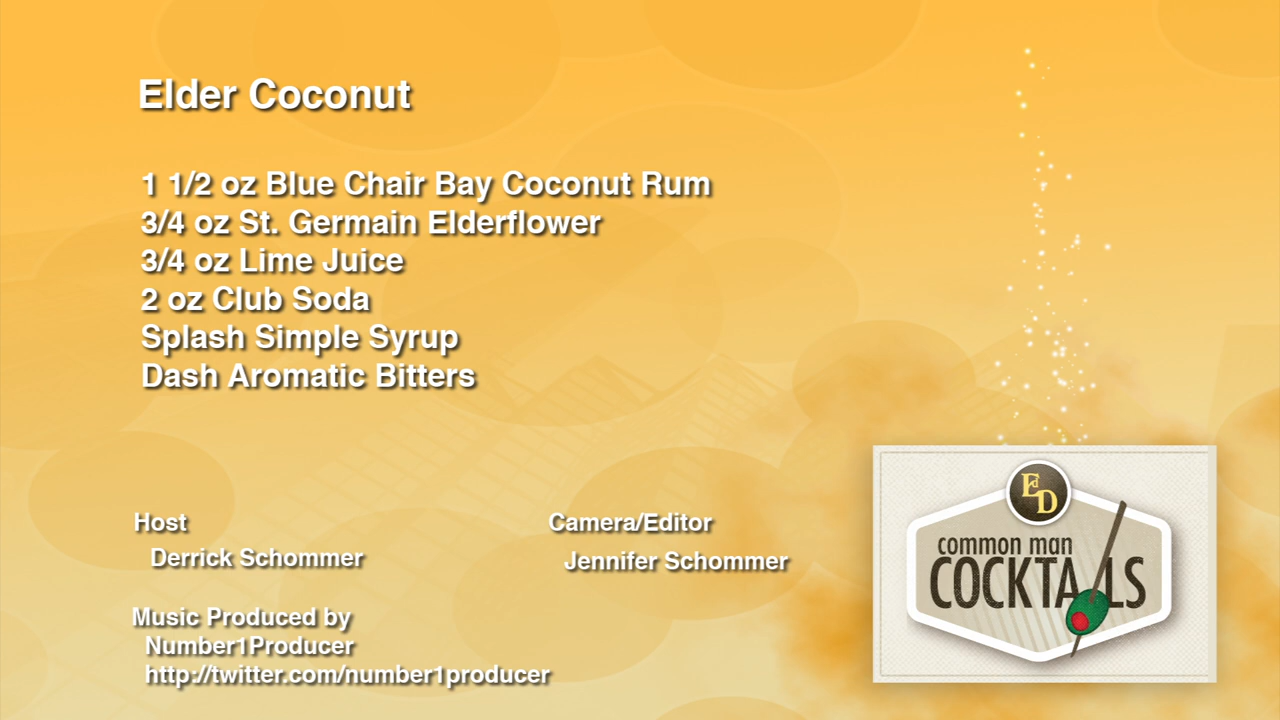 Elder Coconut
1 1/2 oz Blue Chair Bay Coconut Rum
3/4 oz St. Germain Elderflower
3/4 oz Lime Juice
2 oz Club Soda
Splash Simple Syrup
Dash Aromatic Bitters
Host
Derrick Schommer
Camera/Editor
Jennifer Schommer
Music Produced by
Number1Producer
http://twitter.com/number1producer
EdD
common man
COCKTAILS